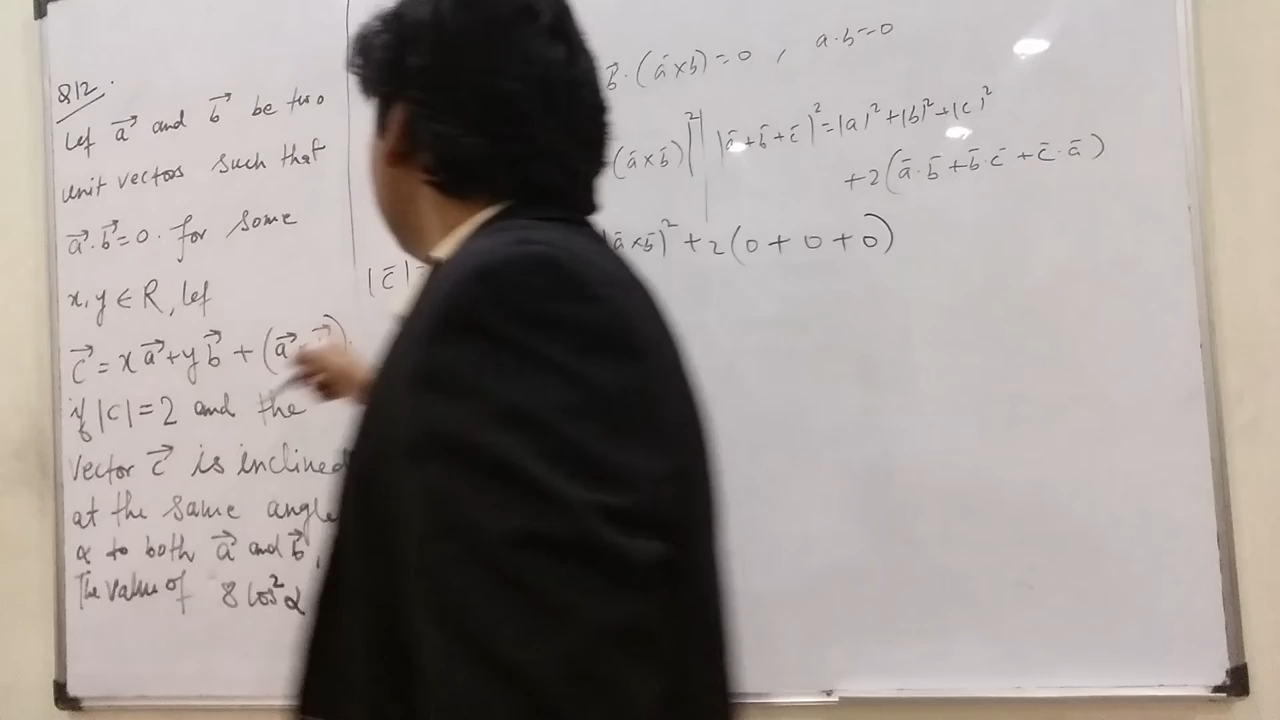 Q12.
Let a⃗ and b⃗ be two
unit vectors such that
a⃗·b⃗=0. for some
x, y ∈ R, let
c⃗ = x a⃗ + y b⃗ + (a⃗
if |c| = 2 and the
vector c⃗ is inclined
at the same angle
α to both a⃗ and b⃗,
The value of 8 cos²α
b̄·(ā×b̄)=0 , a·b=0
(ā×b̄)|² |ā+b̄+c̄|²=|a|²+|b|²+|c|²
+2(ā·b̄+b̄·c̄+c̄·ā)
|c̄|= ā×b̄)²+2(0+0+0)